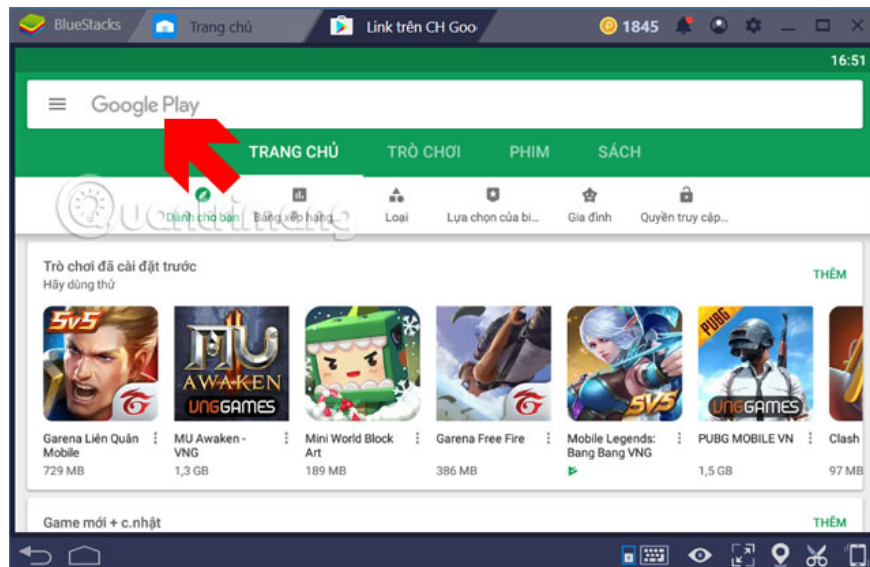 BlueStacks Trang chủ Link trên CH Goo 1845
16:51
Google Play
TRANG CHỦ TRÒ CHƠI PHIM SÁCH
Dành cho bạn Bảng xếp hạng... Loại Lựa chọn của bi... Gia đình Quyền truy cập...
Quantrimang
Trò chơi đã cài đặt trước
THÊM
Hãy dùng thử
5v5
MU
AWAKEN
VNGGAMES
5V5
PUBG
VNGGAMES
Garena Liên Quân Mobile
729 MB
MU Awaken - VNG
1,3 GB
Mini World Block Art
189 MB
Garena Free Fire
386 MB
Mobile Legends: Bang Bang VNG
PUBG MOBILE VN
1,5 GB
Clash
97 MB
Game mới + c.nhật
THÊM